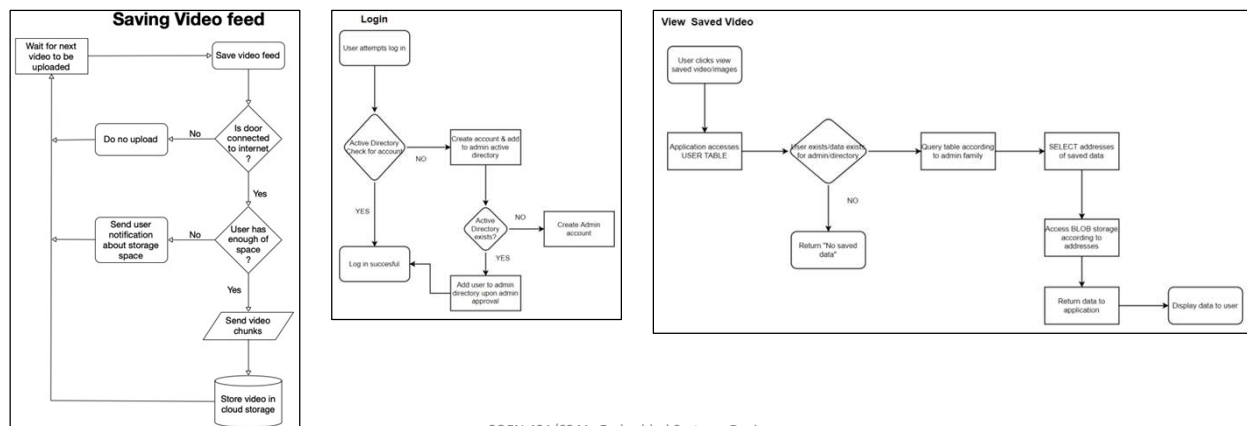 Saving Video feed
Wait for next
video to be
uploaded
Save video feed
Do no upload
No
Is door
connected
to internet
?
Yes
Send user
notification
about storage
space
No
User has
enough of
space
?
Yes
Send video
chunks
Store video in
cloud storage
Login
User attempts log in
Active Directory
Check for account
NO
Create account & add
to admin active
directory
YES
Active
Directory
exists?
NO
Create Admin
account
YES
Log in succesful
Add user to admin
directory upon admin
approval
View Saved Video
User clicks view
saved video/images
Application accesses
USER TABLE
User exists/data exists
for admin/directory
Query table according
to admin family
SELECT addresses
of saved data
NO
Return "No saved
data"
Access BLOB storage
according to
addresses
Return data to
application
Display data to user